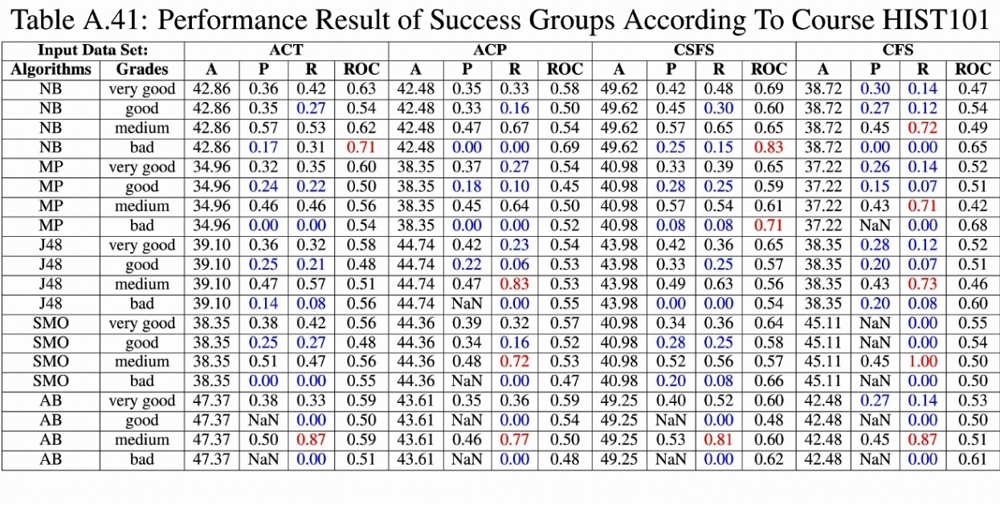 Table A.41: Performance Result of Success Groups According To Course HIST101
Input Data Set: ACT ACP CSFS CFS
Algorithms Grades A P R ROC A P R ROC A P R ROC A P R ROC
NB very good 42.86 0.36 0.42 0.63 42.48 0.35 0.33 0.58 49.62 0.42 0.48 0.69 38.72 0.30 0.14 0.47
NB good 42.86 0.35 0.27 0.54 42.48 0.33 0.16 0.50 49.62 0.45 0.30 0.60 38.72 0.27 0.12 0.54
NB medium 42.86 0.57 0.53 0.62 42.48 0.47 0.67 0.54 49.62 0.57 0.65 0.65 38.72 0.45 0.72 0.49
NB bad 42.86 0.17 0.31 0.71 42.48 0.00 0.00 0.69 49.62 0.25 0.15 0.83 38.72 0.00 0.00 0.65
MP very good 34.96 0.32 0.35 0.60 38.35 0.37 0.27 0.54 40.98 0.33 0.39 0.65 37.22 0.26 0.14 0.52
MP good 34.96 0.24 0.22 0.50 38.35 0.18 0.10 0.45 40.98 0.28 0.25 0.59 37.22 0.15 0.07 0.51
MP medium 34.96 0.46 0.46 0.56 38.35 0.45 0.64 0.50 40.98 0.57 0.54 0.61 37.22 0.43 0.71 0.42
MP bad 34.96 0.00 0.00 0.54 38.35 0.00 0.00 0.52 40.98 0.08 0.08 0.71 37.22 NaN 0.00 0.68
J48 very good 39.10 0.36 0.32 0.58 44.74 0.42 0.23 0.54 43.98 0.42 0.36 0.65 38.35 0.28 0.12 0.52
J48 good 39.10 0.25 0.21 0.48 44.74 0.22 0.06 0.53 43.98 0.33 0.25 0.57 38.35 0.20 0.07 0.51
J48 medium 39.10 0.47 0.57 0.51 44.74 0.47 0.83 0.53 43.98 0.49 0.63 0.56 38.35 0.43 0.73 0.46
J48 bad 39.10 0.14 0.08 0.56 44.74 NaN 0.00 0.55 43.98 0.00 0.00 0.54 38.35 0.20 0.08 0.60
SMO very good 38.35 0.38 0.42 0.56 44.36 0.39 0.32 0.57 40.98 0.34 0.36 0.64 45.11 NaN 0.00 0.55
SMO good 38.35 0.25 0.27 0.48 44.36 0.34 0.16 0.52 40.98 0.28 0.25 0.58 45.11 NaN 0.00 0.54
SMO medium 38.35 0.51 0.47 0.56 44.36 0.48 0.72 0.53 40.98 0.52 0.56 0.57 45.11 0.45 1.00 0.50
SMO bad 38.35 0.00 0.00 0.55 44.36 NaN 0.00 0.47 40.98 0.20 0.08 0.66 45.11 NaN 0.00 0.50
AB very good 47.37 0.38 0.33 0.59 43.61 0.35 0.36 0.59 49.25 0.40 0.52 0.60 42.48 0.27 0.14 0.53
AB good 47.37 NaN 0.00 0.50 43.61 NaN 0.00 0.54 49.25 NaN 0.00 0.48 42.48 NaN 0.00 0.50
AB medium 47.37 0.50 0.87 0.59 43.61 0.46 0.77 0.50 49.25 0.53 0.81 0.60 42.48 0.45 0.87 0.51
AB bad 47.37 NaN 0.00 0.51 43.61 NaN 0.00 0.48 49.25 NaN 0.00 0.62 42.48 NaN 0.00 0.61